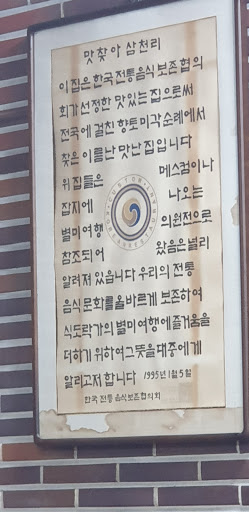 맛찾아 삼천리
이 집은 한국 전통음식 보존협의
회가 선정한 맛있는 집으로써
전국에 걸친 향토미각 순례에서
찾은 이름난 맛난 집입니다
위 집들은 메스컴이나
잡지에 나오는
별미여행 의원전으로
참조되어 왔음은 널리
알려져 있습니다 우리의 전통
음식 문화를 올바르게 보존하여
식도락가의 별미여행에 즐거움을
더하기 위하여 그 뜻을 대중에게
알리고저 합니다 1995년 1월 5일
한국 전통 음식보존협의회